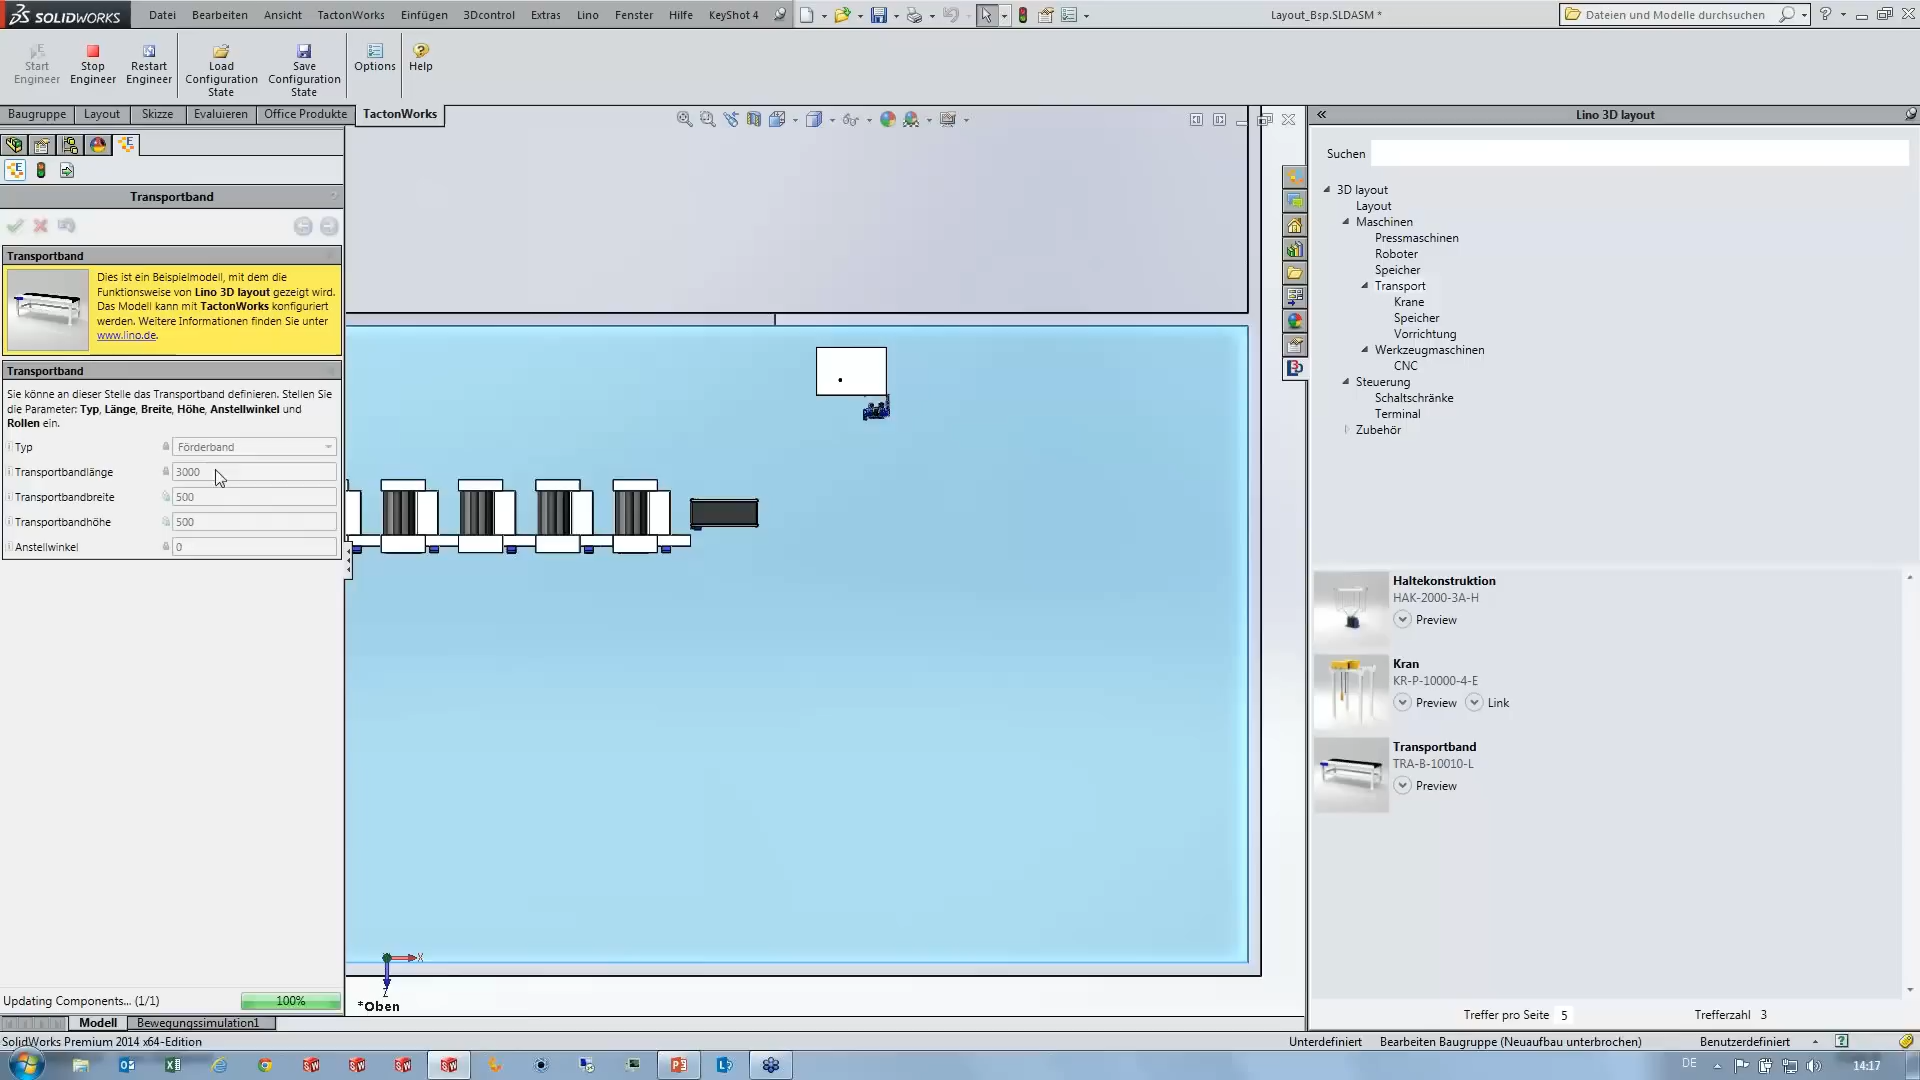 SOLIDWORKS
Datei Bearbeiten Ansicht TactonWorks Einfügen 3Dcontrol Extras Lino Fenster Hilfe KeyShot 4
Layout_Bsp.SLDASM *
Dateien und Modelle durchsuchen
Start Engineer
Stop Engineer
Restart Engineer
Load Configuration State
Save Configuration State
Options
Help
Baugruppe Layout Skizze Evaluieren Office Produkte TactonWorks
Transportband
Transportband
Dies ist ein Beispielmodell, mit dem die
Funktionsweise von Lino 3D layout gezeigt wird.
Das Modell kann mit TactonWorks konfiguriert
werden. Weitere Informationen finden Sie unter
www.lino.de.
Transportband
Sie könne an dieser Stelle das Transportband definieren. Stellen Sie
die Parameter: Typ, Länge, Breite, Höhe, Anstellwinkel und
Rollen ein.
Typ Förderband
Transportbandlänge 3000
Transportbandbreite 500
Transportbandhöhe 500
Anstellwinkel 0
Updating Components... (1/1) 100%
X
Z
*Oben
Lino 3D layout
Suchen
3D layout
Layout
Maschinen
Pressmaschinen
Roboter
Speicher
Transport
Krane
Speicher
Vorrichtung
Werkzeugmaschinen
CNC
Steuerung
Schaltschränke
Terminal
Zubehör
Haltekonstruktion
HAK-2000-3A-H
Preview
Kran
KR-P-10000-4-E
Preview Link
Transportband
TRA-B-10010-L
Preview
Treffer pro Seite 5 Trefferzahl 3
Modell Bewegungssimulation1
SolidWorks Premium 2014 x64-Edition
Unterdefiniert Bearbeiten Baugruppe (Neuaufbau unterbrochen) Benutzerdefiniert
DE 14:17